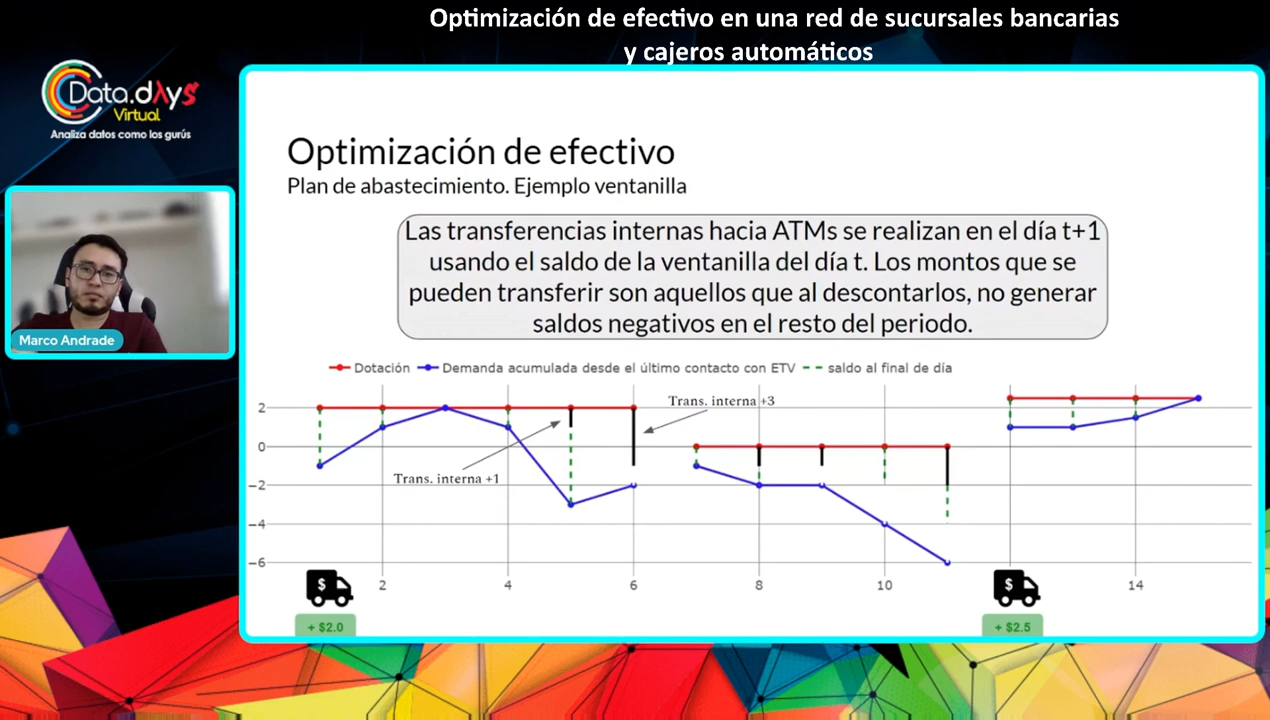 Optimización de efectivo en una red de sucursales bancarias
y cajeros automáticos
Data.dλys
Virtual
Analiza datos como los gurús
Marco Andrade
Optimización de efectivo
Plan de abastecimiento. Ejemplo ventanilla
Las transferencias internas hacia ATMs se realizan en el día t+1
usando el saldo de la ventanilla del día t. Los montos que se
pueden transferir son aquellos que al descontarlos, no generar
saldos negativos en el resto del periodo.
Dotación Demanda acumulada desde el último contacto con ETV saldo al final de día
Trans. interna +3
Trans. interna +1
2
0
−2
−4
−6
2 4 6 8 10 14
$ $
+ $2.0 + $2.5